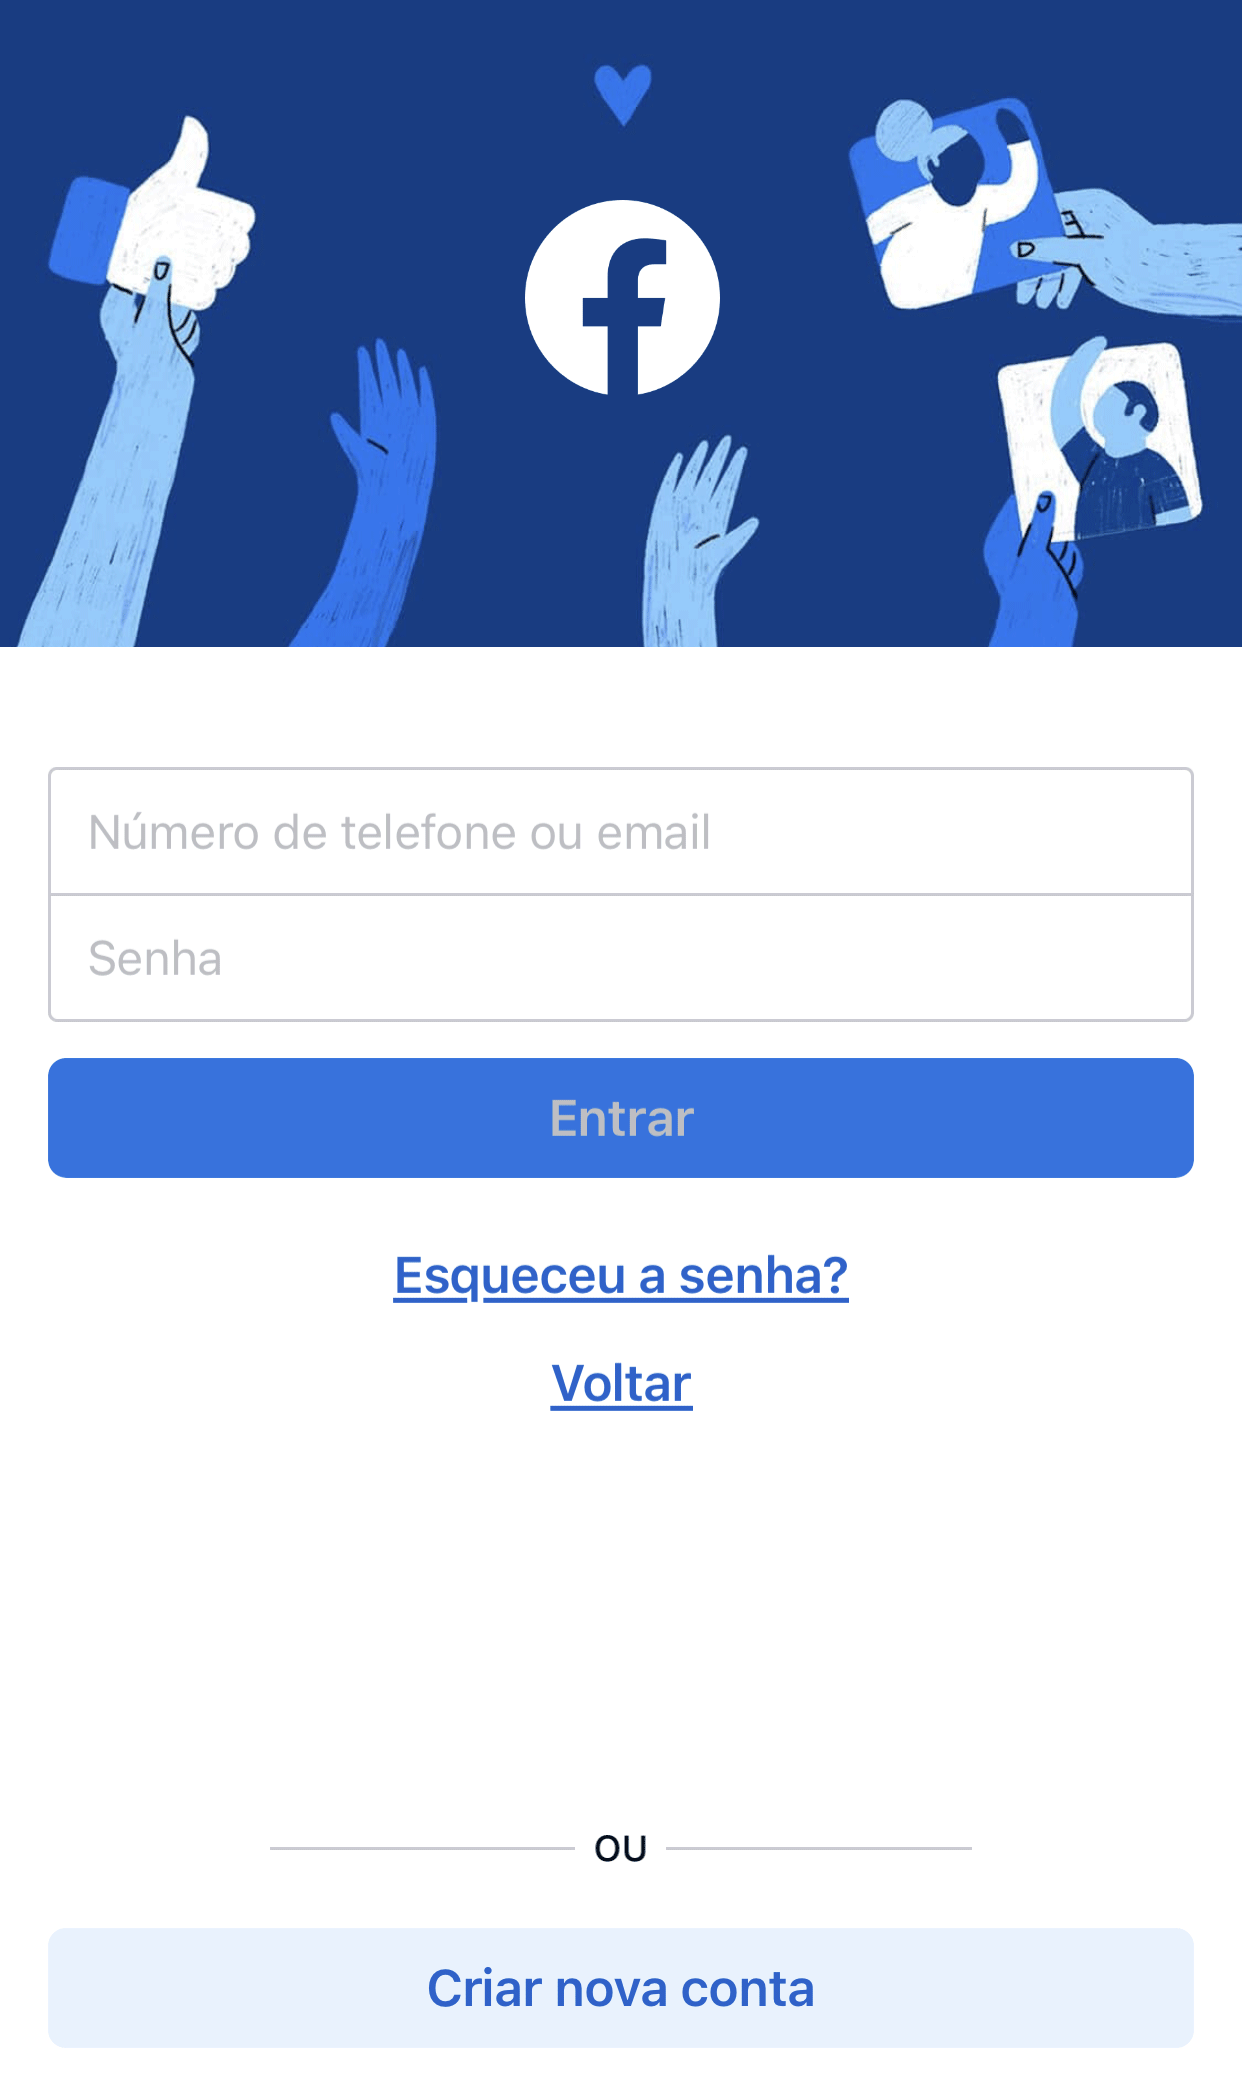 Número de telefone ou email
Senha
Entrar
Esqueceu a senha?
Voltar
OU
Criar nova conta